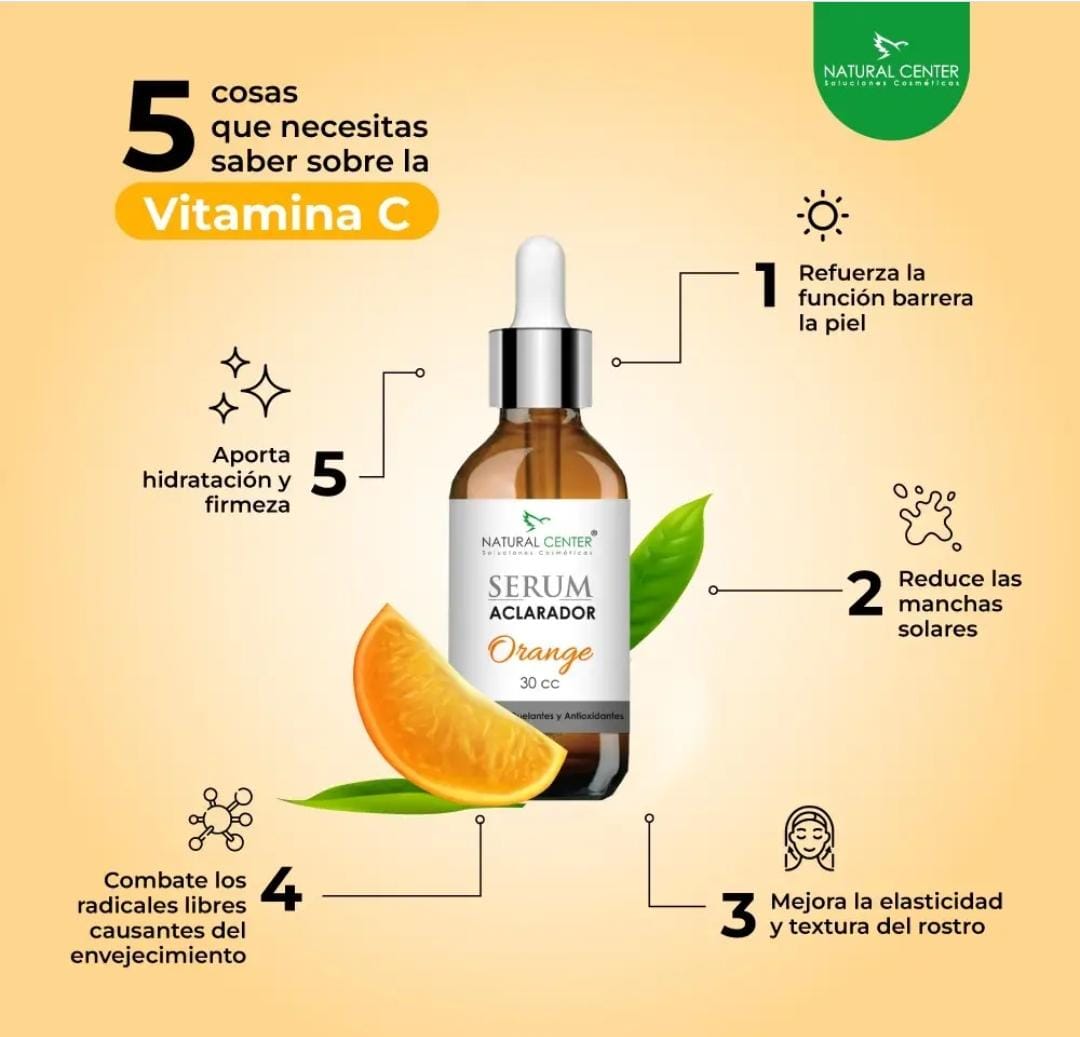 NATURAL CENTER
Soluciones Cosméticas
5
cosas
que necesitas
saber sobre la
Vitamina C
1
Refuerza la
función barrera
la piel
2
Reduce las
manchas
solares
3
Mejora la elasticidad
y textura del rostro
4
Combate los
radicales libres
causantes del
envejecimiento
5
Aporta
hidratación y
firmeza
NATURAL CENTER®
Soluciones Cosméticas
SERUM
ACLARADOR
Orange
30 cc
y Antioxidantes